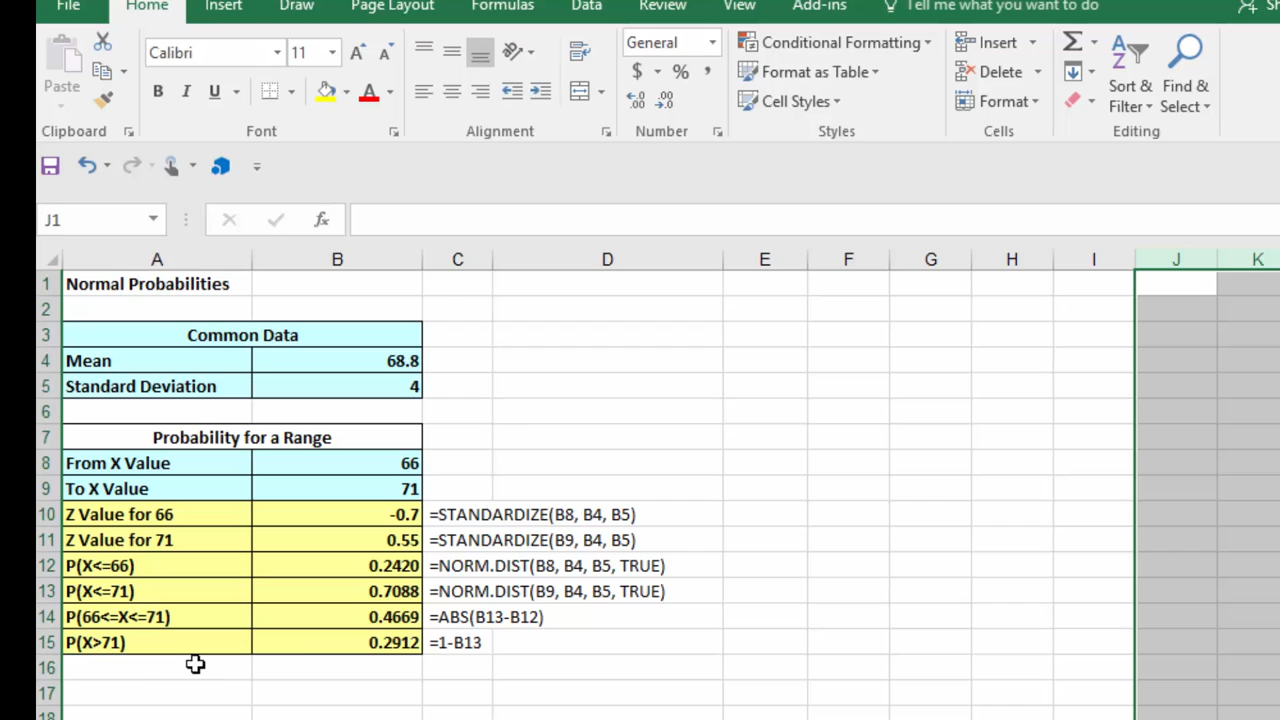 File Home Insert Draw Page Layout Formulas Data Review View Add-ins Tell me what you want to do
Calibri 11 General Conditional Formatting Insert
$ % , Format as Table Delete Σ
Paste B I U A Cell Styles Format Sort & Find &
Filter Select
Clipboard Font Alignment Number Styles Cells Editing
J1 fx
A B C D E F G H I J K
1 Normal Probabilities
2
3 Common Data
4 Mean 68.8
5 Standard Deviation 4
6
7 Probability for a Range
8 From X Value 66
9 To X Value 71
10 Z Value for 66 -0.7 =STANDARDIZE(B8, B4, B5)
11 Z Value for 71 0.55 =STANDARDIZE(B9, B4, B5)
12 P(X<=66) 0.2420 =NORM.DIST(B8, B4, B5, TRUE)
13 P(X<=71) 0.7088 =NORM.DIST(B9, B4, B5, TRUE)
14 P(66<=X<=71) 0.4669 =ABS(B13-B12)
15 P(X>71) 0.2912 =1-B13
16
17
18